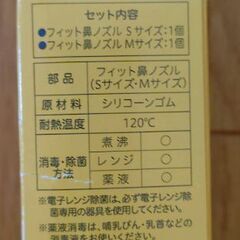 セット内容
●フィット鼻ノズル Sサイズ:1個
●フィット鼻ノズル Mサイズ:1個
部品 フィット鼻ノズル
(Sサイズ・Mサイズ)
原材料 シリコーンゴム
耐熱温度 120℃
消毒・除菌方法 煮沸 ○
レンジ ○
薬液 ○
※電子レンジ除菌は、必ず電子レンジ除
菌専用の器具を使用してください。
※薬液消毒は、哺乳びん・乳首などの